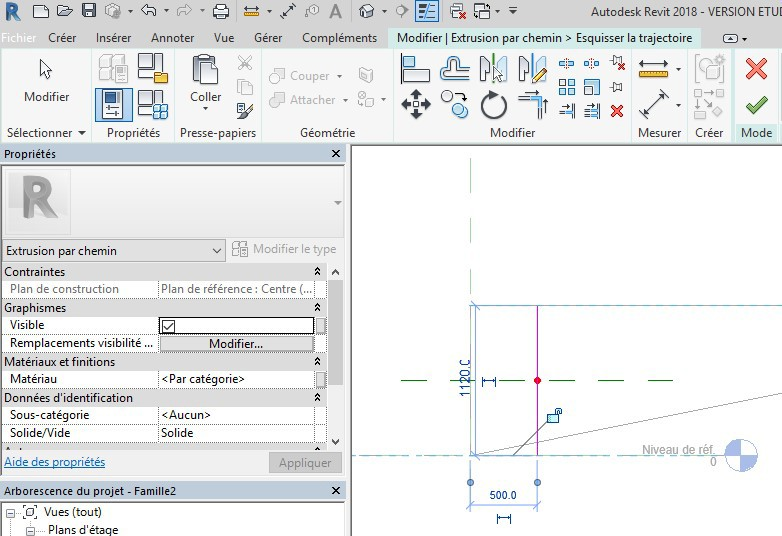 Autodesk Revit 2018 - VERSION ETUD
Fichier Créer Insérer Annoter Vue Gérer Compléments Modifier | Extrusion par chemin > Esquisser la trajectoire
Modifier Coller Couper
Attacher
Sélectionner Propriétés Presse-papiers Géométrie Modifier Mesurer Créer Mode
Propriétés
R
Extrusion par chemin Modifier le type
Contraintes
Plan de construction Plan de référence : Centre (...
Graphismes
Visible
Remplacements visibilité ... Modifier...
Matériaux et finitions
Matériau <Par catégorie>
Données d'identification
Sous-catégorie <Aucun>
Solide/Vide Solide
Aide des propriétés Appliquer
Arborescence du projet - Famille2
Vues (tout)
Plans d'étage
1120.0
Niveau de réf.
0
500.0